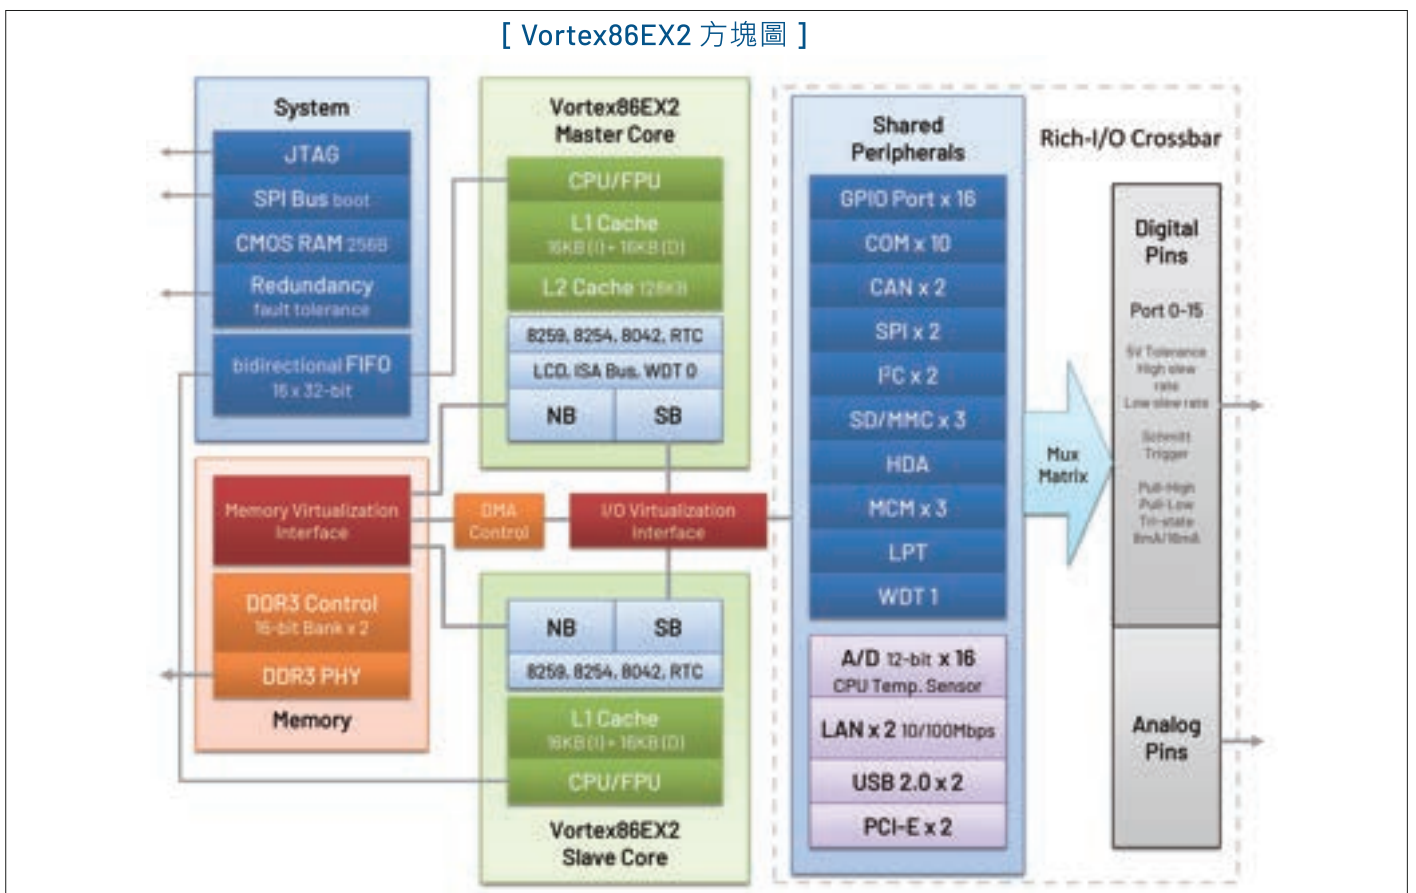 [ Vortex86EX2 方塊圖 ]
System
JTAG
SPI Bus boot
CMOS RAM 256B
Redundancy
fault tolerance
bidirectional FIFO
16 x 32-bit
Memory Virtualization
Interface
DDR3 Control
16-bit Bank x 2
DDR3 PHY
Memory
Vortex86EX2
Master Core
CPU/FPU
L1 Cache
16KB (I) + 16KB (D)
L2 Cache 128KB
8259, 8254, 8042, RTC
LCD, ISA Bus, WDT 0
NB
SB
DMA
Control
I/O Virtualization
Interface
NB
SB
8259, 8254, 8042, RTC
L1 Cache
16KB (I) + 16KB (D)
CPU/FPU
Vortex86EX2
Slave Core
Shared
Peripherals
GPIO Port x 16
COM x 10
CAN x 2
SPI x 2
I²C x 2
SD/MMC x 3
HDA
MCM x 3
LPT
WDT 1
A/D 12-bit x 16
CPU Temp. Sensor
LAN x 2 10/100Mbps
USB 2.0 x 2
PCI-E x 2
Mux
Matrix
Rich-I/O Crossbar
Digital
Pins
Port 0-15
5V Tolerance
High slew
rate
Low slew rate
Schmitt
Trigger
Pull-High
Pull-Low
Tri-state
8mA/16mA
Analog
Pins